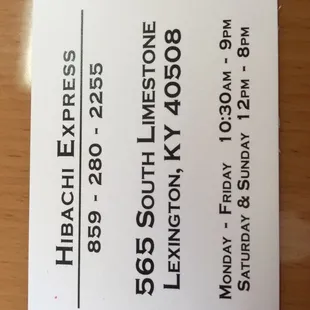 HIBACHI EXPRESS
859 - 280 - 2255
565 SOUTH LIMESTONE
LEXINGTON, KY 40508
MONDAY - FRIDAY 10:30AM - 9PM
SATURDAY & SUNDAY 12PM - 8PM